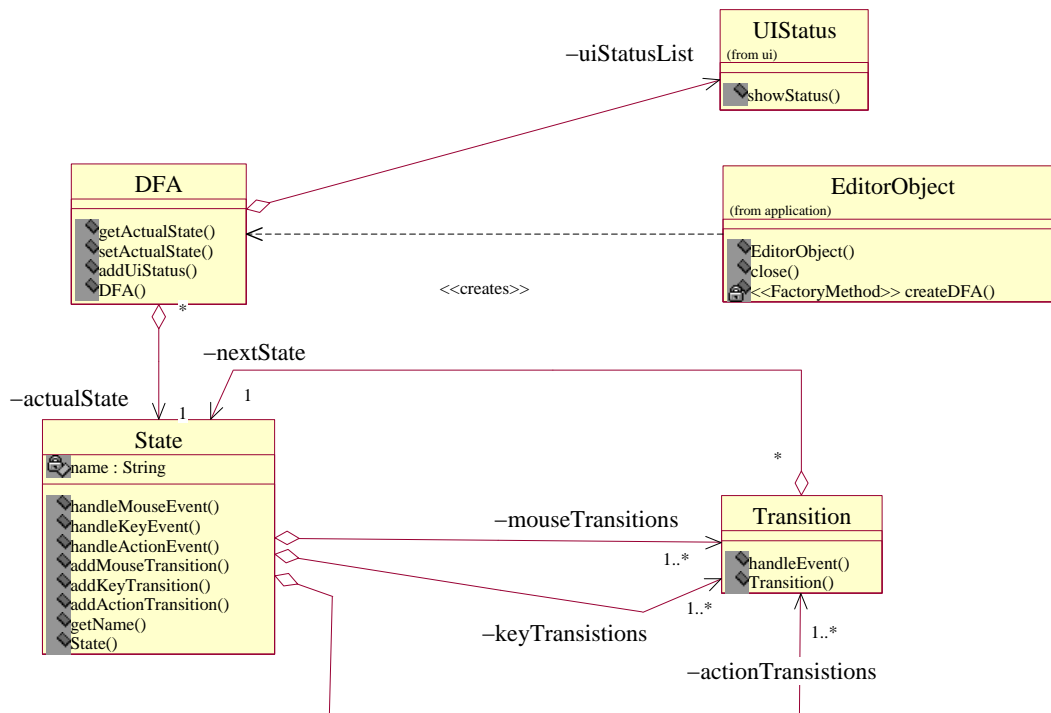 UIStatus
(from ui)
showStatus()
−uiStatusList
DFA
getActualState()
setActualState()
addUiStatus()
DFA()
EditorObject
(from application)
EditorObject()
close()
<<FactoryMethod>> createDFA()
<<creates>>
*
−nextState
1
−actualState
1
State
name : String
handleMouseEvent()
handleKeyEvent()
handleActionEvent()
addMouseTransition()
addKeyTransition()
addActionTransition()
getName()
State()
*
−mouseTransitions
1..*
Transition
handleEvent()
Transition()
1..*
−keyTransistions
1..*
−actionTransistions